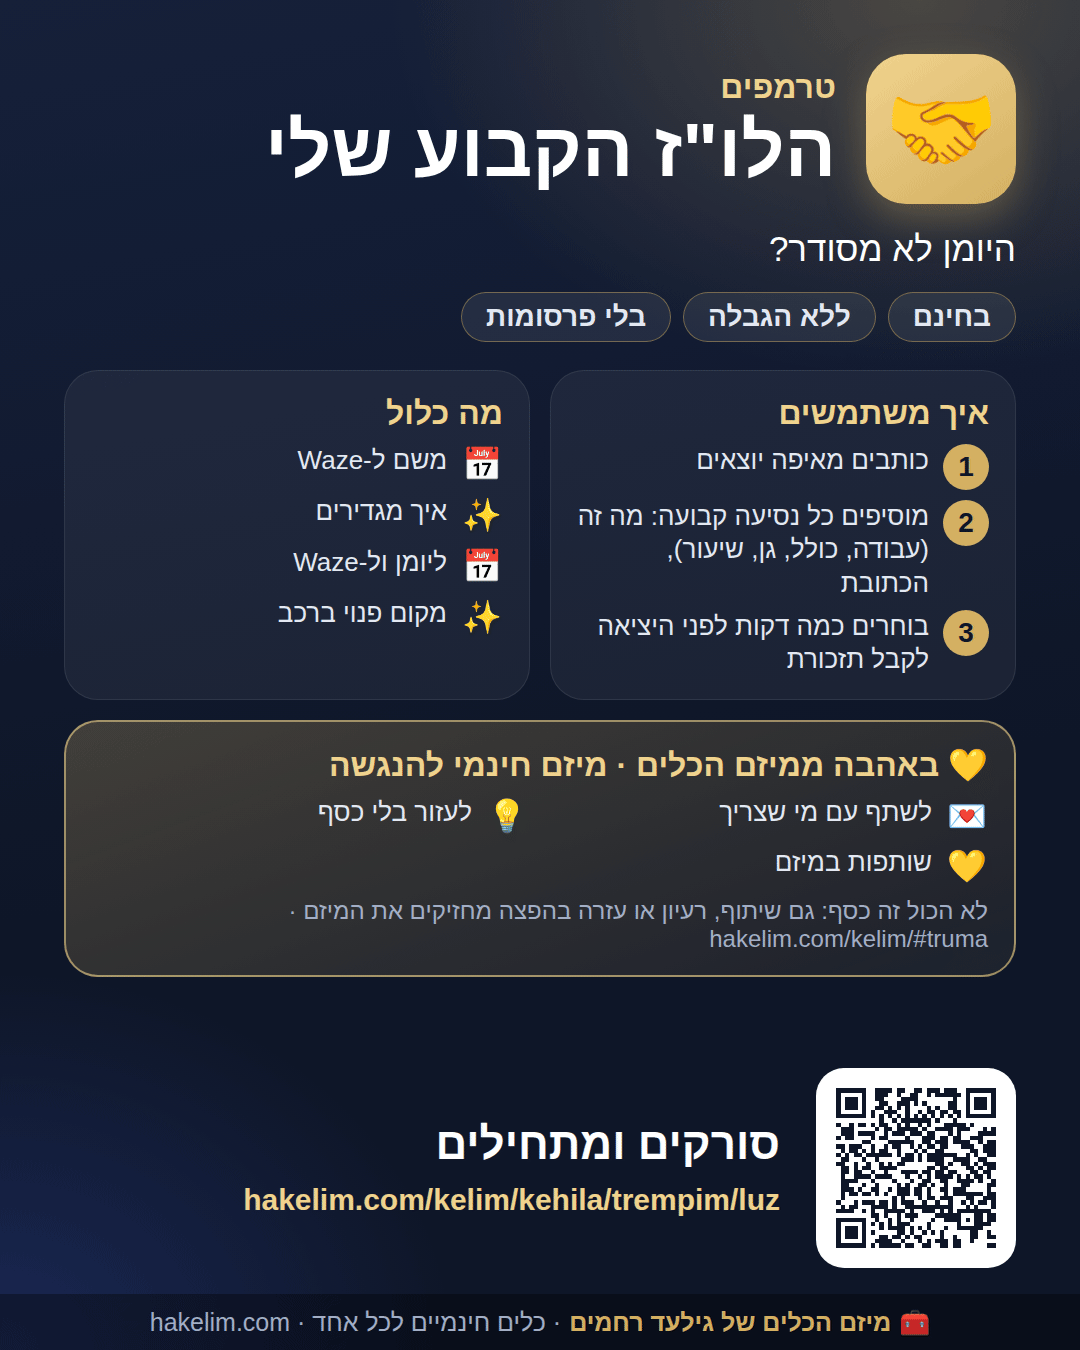 טרמפים
הלו"ז הקבוע שלי
היומן לא מסודר?
בחינם
ללא הגבלה
בלי פרסומות
איך משתמשים
1 כותבים מאיפה יוצאים
2 מוסיפים כל נסיעה קבועה: מה זה
(עבודה, כולל, גן, שיעור),
הכתובת
3 בוחרים כמה דקות לפני היציאה
לקבל תזכורת
מה כלול
משם ל-Waze
איך מגדירים
ליומן ול-Waze
מקום פנוי ברכב
באהבה ממיזם הכלים · מיזם חינמי להנגשה
לשתף עם מי שצריך
לעזור בלי כסף
שותפות במיזם
לא הכול זה כסף: גם שיתוף, רעיון או עזרה בהפצה מחזיקים את המיזם ·
hakelim.com/kelim/#truma
סורקים ומתחילים
hakelim.com/kelim/kehila/trempim/luz
מיזם הכלים של גילעד רחמים · כלים חינמיים לכל אחד · hakelim.com